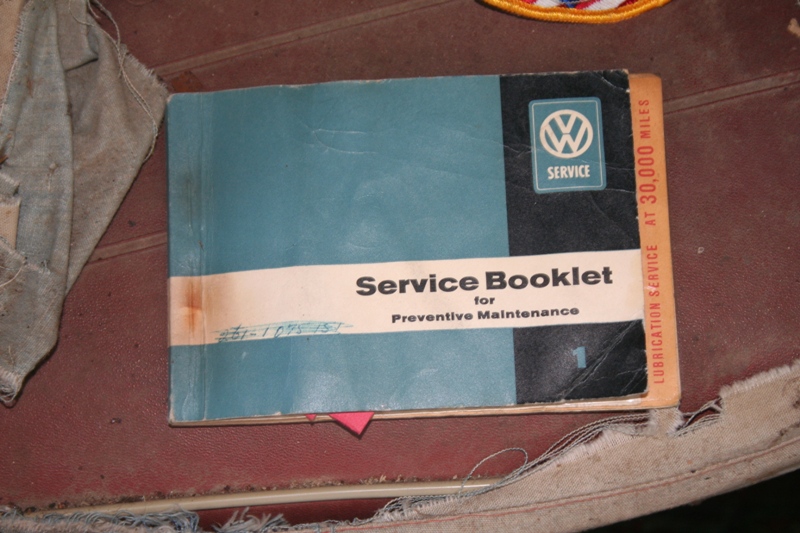 VW
SERVICE
Service Booklet
for
Preventive Maintenance
1
LUBRICATION SERVICE AT 30,000 MILES